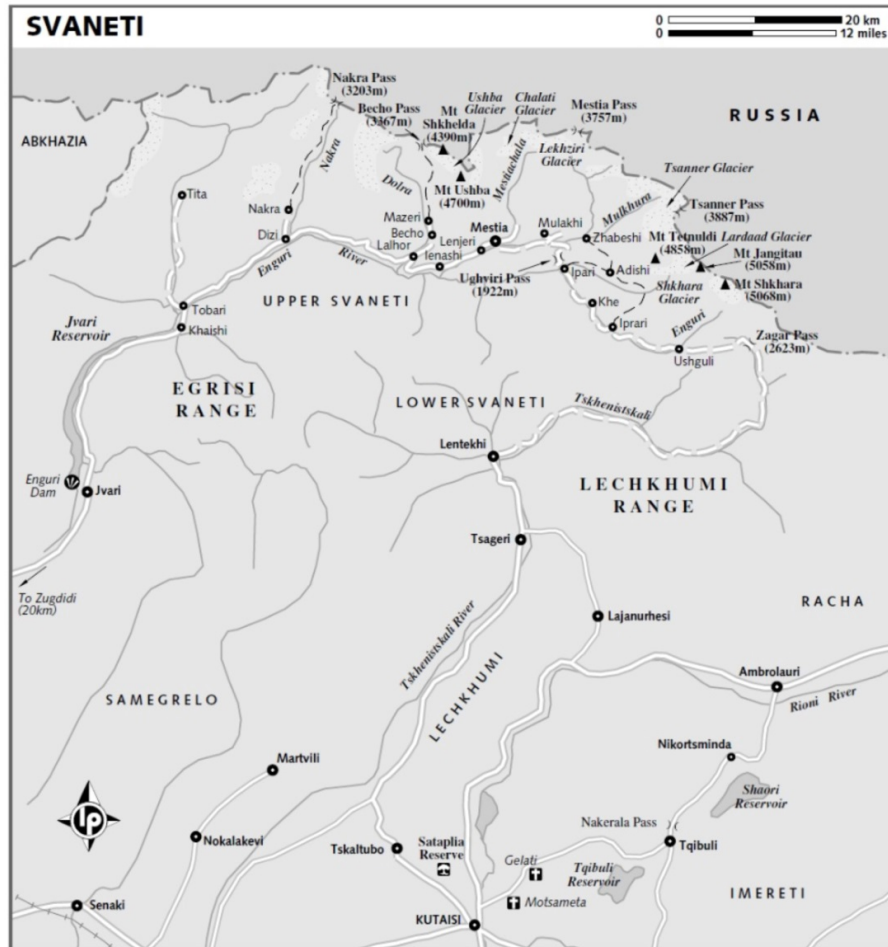 SVANETI
0 20 km
0 12 miles
Nakra Pass
(3203m)
Becho Pass
(3367m)
Mt
Shkhelda
(4390m)
Ushba
Glacier
Chalati
Glacier
Mestia Pass
(3757m)
RUSSIA
ABKHAZIA
Lekhziri
Glacier
Tsanner Glacier
Nakra
Dolra
Mestiachala
Mt Ushba
(4700m)
Mulkhura
Tsanner Pass
(3887m)
Tita
Nakra
Mazeri
Mestia
Mulakhi
Dizi
Becho
Lalhor
Lenjeri
Zhabeshi
Mt Tetnuldi
(4858m)
Lardaad Glacier
Mt Jangitau
(5058m)
Enguri
River
Ienashi
Ughviri Pass
(1922m)
Ipari
Adishi
Shkhara
Glacier
Mt Shkhara
(5068m)
UPPER SVANETI
Khe
Jvari
Reservoir
Tobari
Khaishi
Iprari
Enguri
Zagar Pass
(2623m)
Ushguli
EGRISI
RANGE
LOWER SVANETI
Tskhenistskali
Lentekhi
Enguri
Dam
Jvari
LECHKHUMI
RANGE
Tsageri
To Zugdidi
(20km)
RACHA
Lajanurhesi
Tskhenistskali River
Ambrolauri
SAMEGRELO
LECHKHUMI
Rioni River
Nikortsminda
Martvili
Shaori
Reservoir
lp
Nakerala Pass
Nokalakevi
Tskaltubo
Sataplia
Reserve
Tqibuli
Gelati
Tqibuli
Reservoir
Motsameta
IMERETI
Senaki
KUTAISI